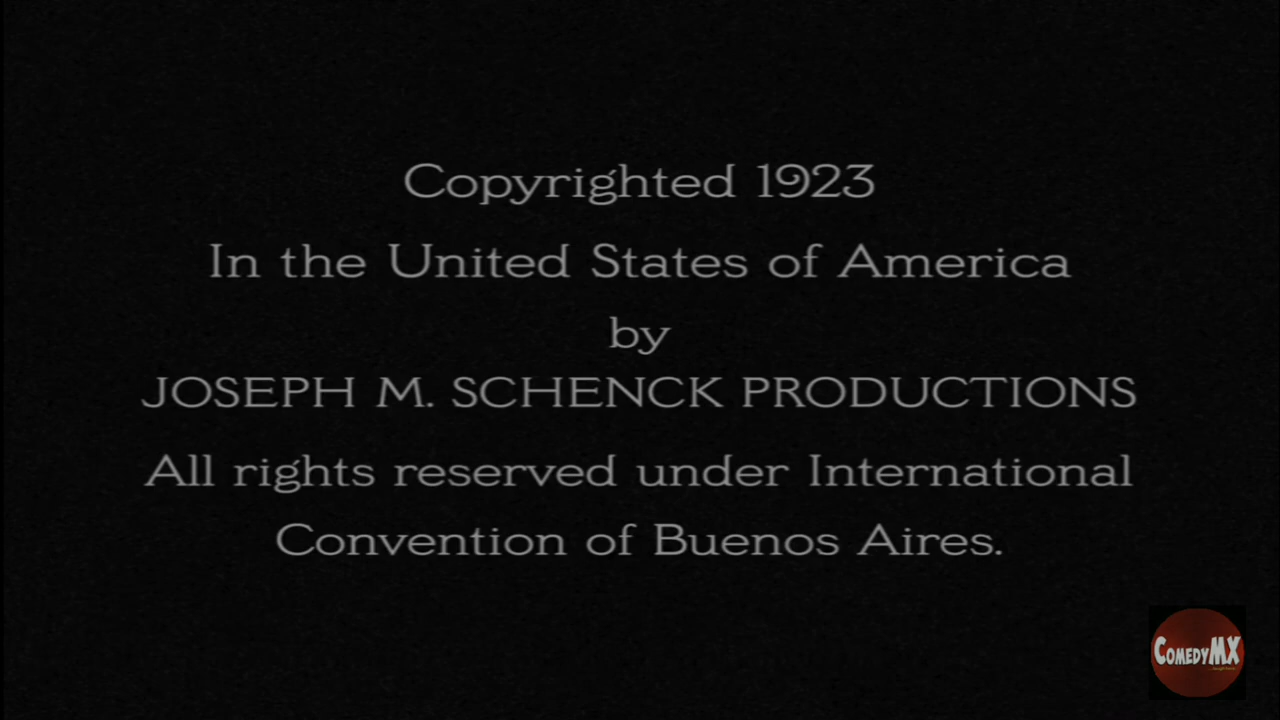 Copyrighted 1923
In the United States of America
by
JOSEPH M. SCHENCK PRODUCTIONS
All rights reserved under International
Convention of Buenos Aires.
COMEDYMX